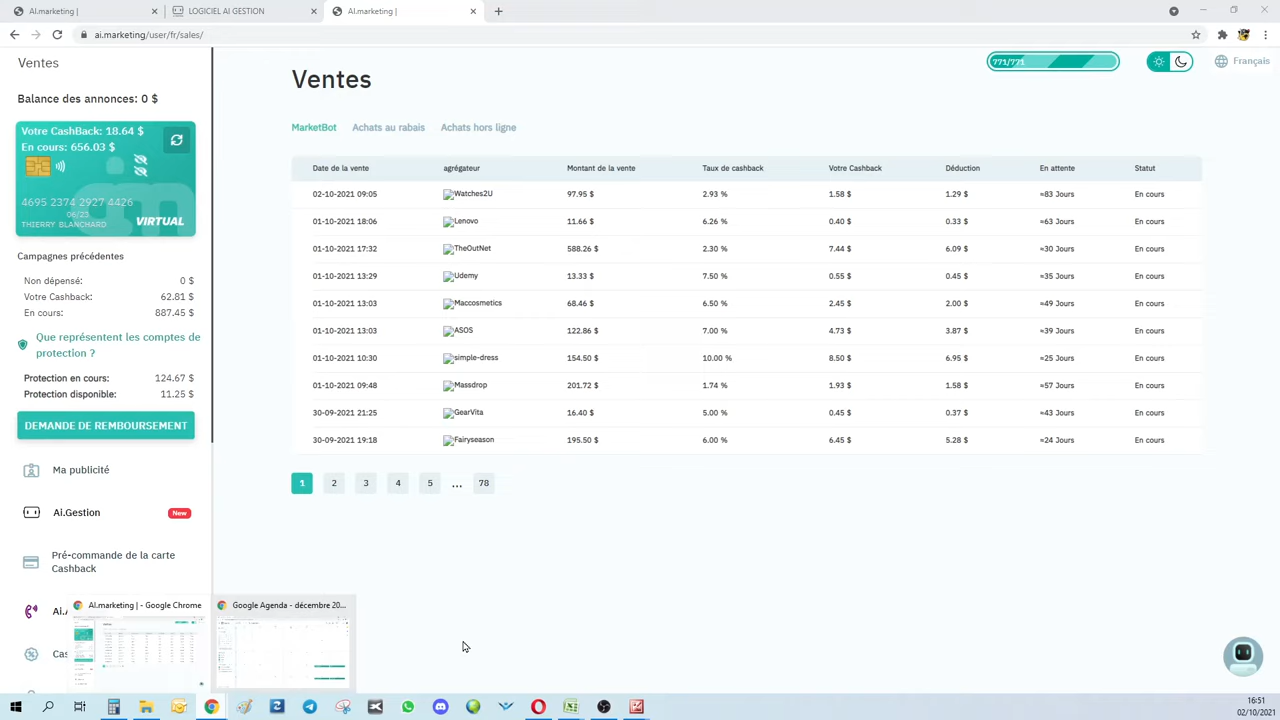 AI.marketing |
LOGICIEL AI GESTION
AI.marketing |
ai.marketing/user/fr/sales/
Ventes
Balance des annonces: 0 $
Votre CashBack: 18.64 $
En cours: 656.03 $
4695 2374 2927 4426
06/23
THIERRY BLANCHARD
VIRTUAL
Campagnes précédentes
Non dépensé: 0 $
Votre Cashback: 62.81 $
En cours: 887.45 $
Que représentent les comptes de
protection ?
Protection en cours: 124.67 $
Protection disponible: 11.25 $
DEMANDE DE REMBOURSEMENT
Ma publicité
Ai.Gestion New
Pré-commande de la carte
Cashback
Ventes
771/771
Français
MarketBot Achats au rabais Achats hors ligne
Date de la vente agrégateur Montant de la vente Taux de cashback Votre Cashback Déduction En attente Statut
02-10-2021 09:05 Watches2U 97.95 $ 2.93 % 1.58 $ 1.29 $ ≈83 Jours En cours
01-10-2021 18:06 Lenovo 11.66 $ 6.26 % 0.40 $ 0.33 $ ≈63 Jours En cours
01-10-2021 17:32 TheOutNet 588.26 $ 2.30 % 7.44 $ 6.09 $ ≈30 Jours En cours
01-10-2021 13:29 Udemy 13.33 $ 7.50 % 0.55 $ 0.45 $ ≈35 Jours En cours
01-10-2021 13:03 Maccosmetics 68.46 $ 6.50 % 2.45 $ 2.00 $ ≈49 Jours En cours
01-10-2021 13:03 ASOS 122.86 $ 7.00 % 4.73 $ 3.87 $ ≈39 Jours En cours
01-10-2021 10:30 simple-dress 154.50 $ 10.00 % 8.50 $ 6.95 $ ≈25 Jours En cours
01-10-2021 09:48 Massdrop 201.72 $ 1.74 % 1.93 $ 1.58 $ ≈57 Jours En cours
30-09-2021 21:25 GearVita 16.40 $ 5.00 % 0.45 $ 0.37 $ ≈43 Jours En cours
30-09-2021 19:18 Fairyseason 195.50 $ 6.00 % 6.45 $ 5.28 $ ≈24 Jours En cours
1 2 3 4 5 ... 78
AI.marketing | - Google Chrome
Google Agenda - décembre 20...
16:51
02/10/2021